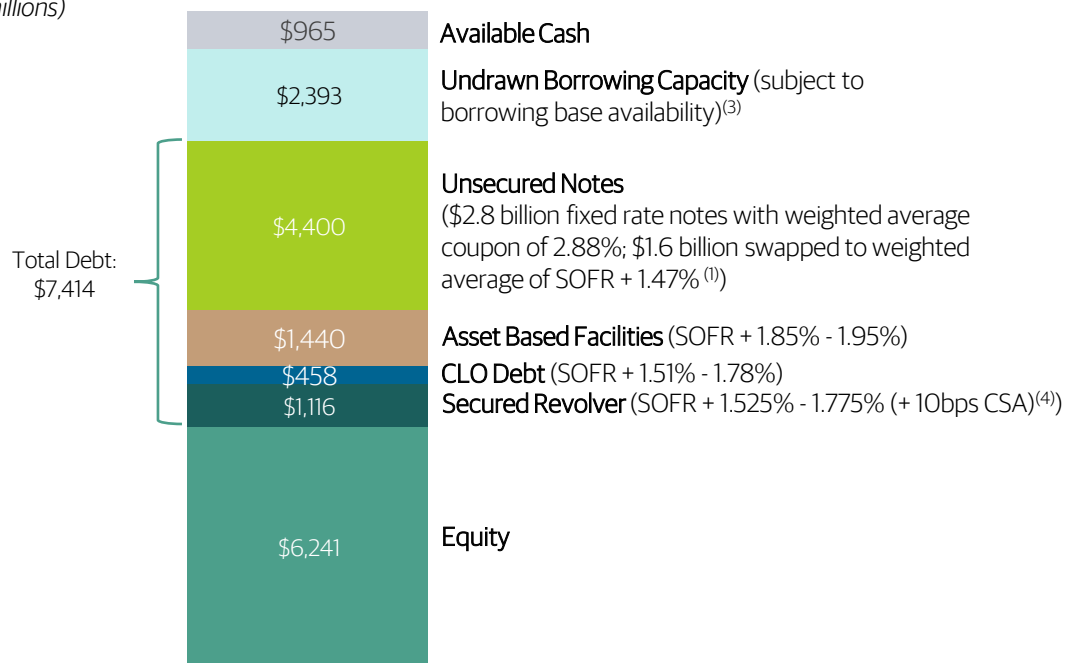 $965
Available Cash
$2,393
Undrawn Borrowing Capacity (subject to
borrowing base availability)(3)
Total Debt:
$7,414
$4,400
Unsecured Notes
($2.8 billion fixed rate notes with weighted average
coupon of 2.88%; $1.6 billion swapped to weighted
average of SOFR + 1.47% (1))
$1,440
Asset Based Facilities (SOFR + 1.85% - 1.95%)
$458
CLO Debt (SOFR + 1.51% - 1.78%)
$1,116
Secured Revolver (SOFR + 1.525% - 1.775% (+ 10bps CSA)(4))
$6,241
Equity